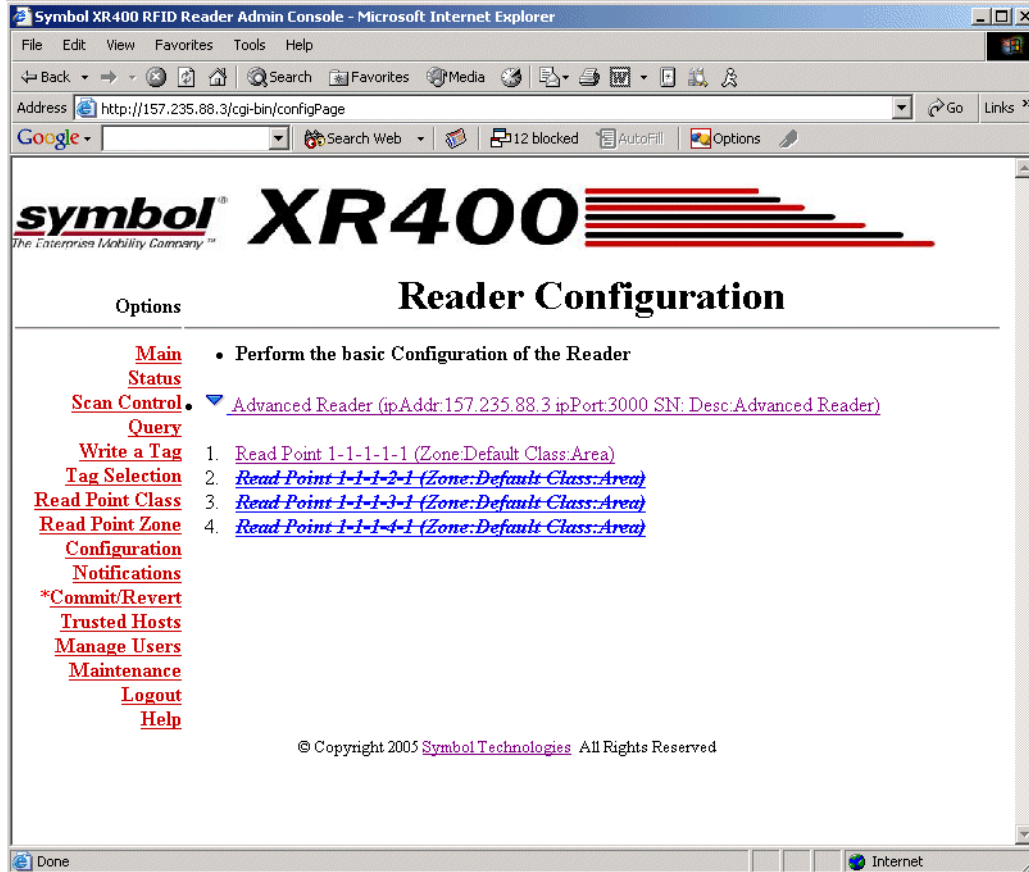 Symbol XR400 RFID Reader Admin Console - Microsoft Internet Explorer
File Edit View Favorites Tools Help
Back Search Favorites Media
Address http://157.235.88.3/cgi-bin/configPage Go Links »
Google Search Web 12 blocked AutoFill Options
symbol® XR400
The Enterprise Mobility Company™
Options
Reader Configuration
Main
Status
Scan Control
Query
Write a Tag
Tag Selection
Read Point Class
Read Point Zone
Configuration
Notifications
*Commit/Revert
Trusted Hosts
Manage Users
Maintenance
Logout
Help
• Perform the basic Configuration of the Reader
• Advanced Reader (ipAddr:157.235.88.3 ipPort:3000 SN: Desc:Advanced Reader)
1. Read Point 1-1-1-1-1 (Zone:Default Class:Area)
2. Read Point 1-1-1-2-1 (Zone:Default Class:Area)
3. Read Point 1-1-1-3-1 (Zone:Default Class:Area)
4. Read Point 1-1-1-4-1 (Zone:Default Class:Area)
© Copyright 2005 Symbol Technologies All Rights Reserved
Done Internet